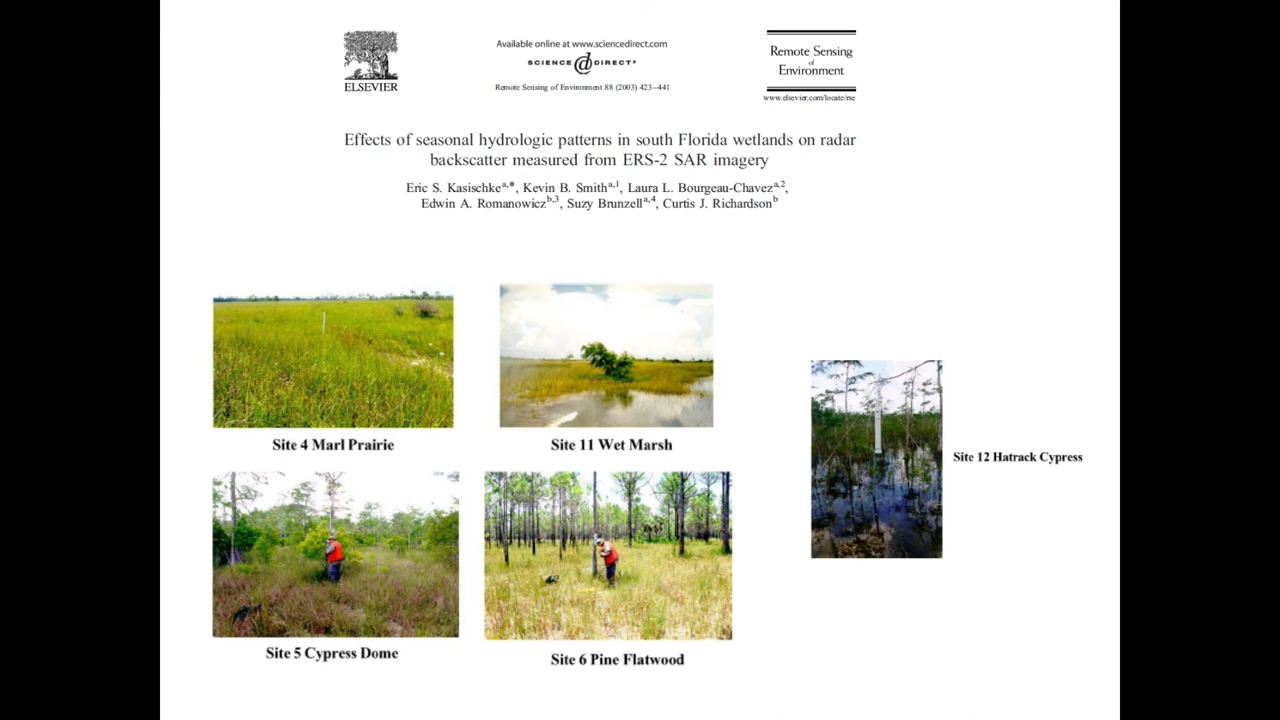 ELSEVIER
Available online at www.sciencedirect.com
SCIENCE @ DIRECT®
Remote Sensing of Environment 88 (2003) 423–441
Remote Sensing
of
Environment
www.elsevier.com/locate/rse
Effects of seasonal hydrologic patterns in south Florida wetlands on radar
backscatter measured from ERS-2 SAR imagery
Eric S. Kasischke^a,*, Kevin B. Smith^a,1, Laura L. Bourgeau-Chavez^a,2,
Edwin A. Romanowicz^b,3, Suzy Brunzell^a,4, Curtis J. Richardson^b
Site 4 Marl Prairie
Site 11 Wet Marsh
Site 12 Hatrack Cypress
Site 5 Cypress Dome
Site 6 Pine Flatwood